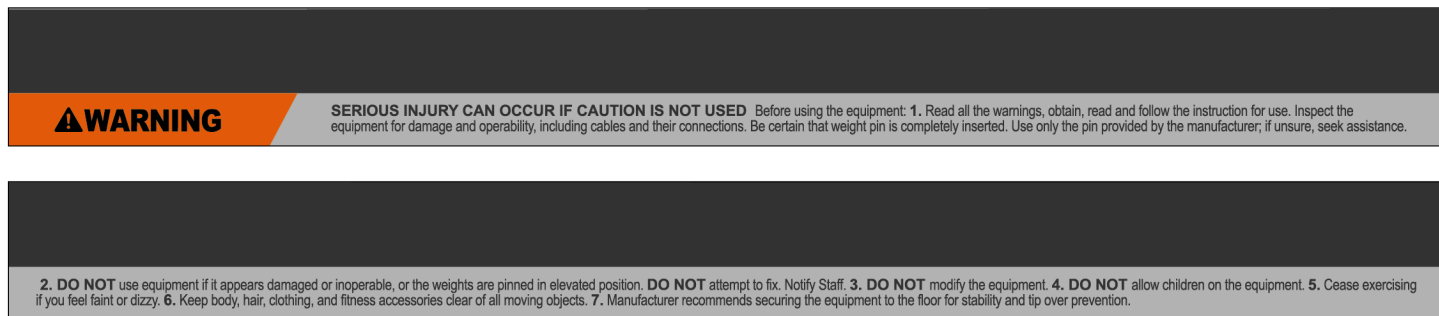 WARNING
SERIOUS INJURY CAN OCCUR IF CAUTION IS NOT USED Before using the equipment: 1. Read all the warnings, obtain, read and follow the instruction for use. Inspect the
equipment for damage and operability, including cables and their connections. Be certain that weight pin is completely inserted. Use only the pin provided by the manufacturer; if unsure, seek assistance.
2. DO NOT use equipment if it appears damaged or inoperable, or the weights are pinned in elevated position. DO NOT attempt to fix. Notify Staff. 3. DO NOT modify the equipment. 4. DO NOT allow children on the equipment. 5. Cease exercising
if you feel faint or dizzy. 6. Keep body, hair, clothing, and fitness accessories clear of all moving objects. 7. Manufacturer recommends securing the equipment to the floor for stability and tip over prevention.